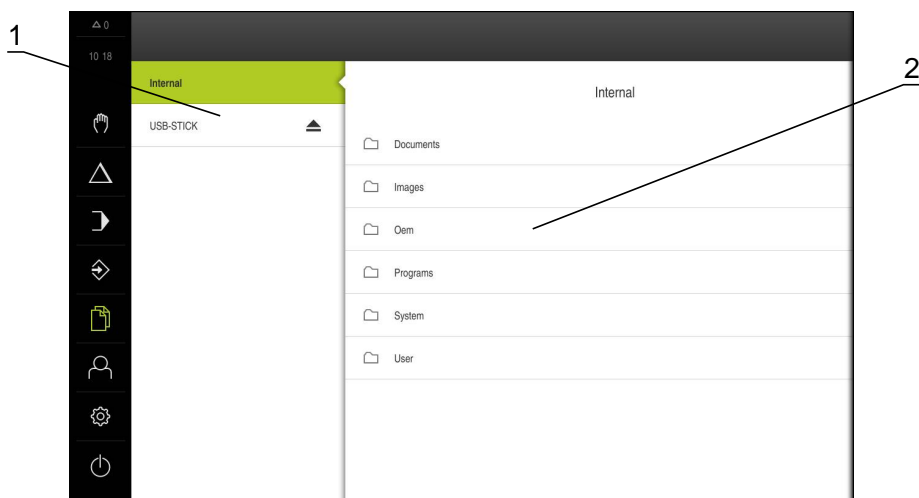 1
2
0
10 18
Internal
USB-STICK
Internal
Documents
Images
Oem
Programs
System
User